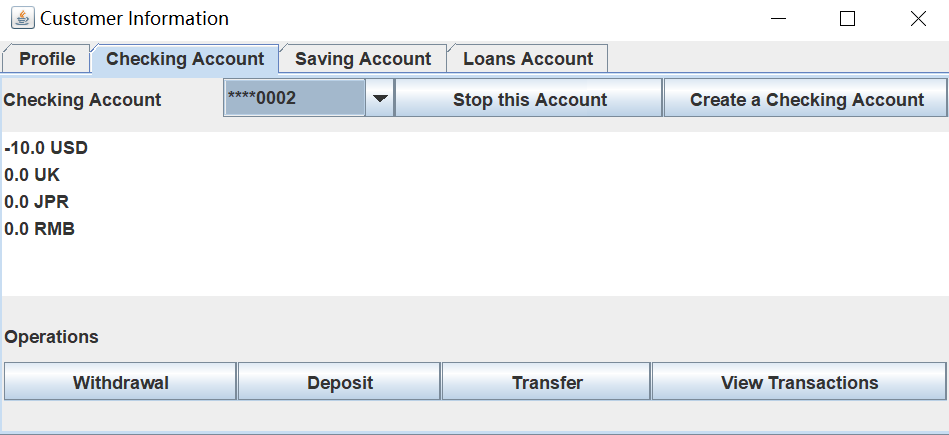 Customer Information
Profile Checking Account Saving Account Loans Account
Checking Account ****0002 Stop this Account Create a Checking Account
-10.0 USD
0.0 UK
0.0 JPR
0.0 RMB
Operations
Withdrawal Deposit Transfer View Transactions